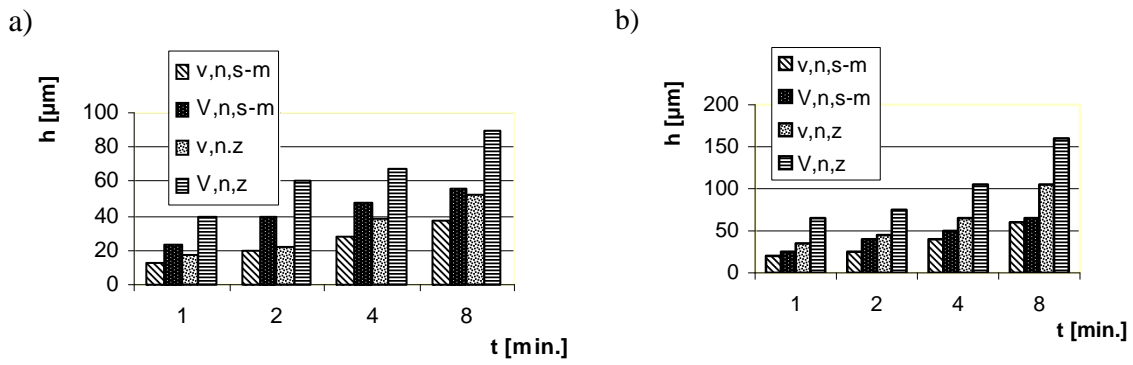 a)
h [µm]
100
80
60
40
20
0
v,n,s-m
V,n,s-m
v,n.z
V,n,z
1 2 4 8
t [min.]
b)
h [µm]
200
150
100
50
0
v,n,s-m
V,n,s-m
v,n,z
V,n,z
1 2 4 8
t [min.]